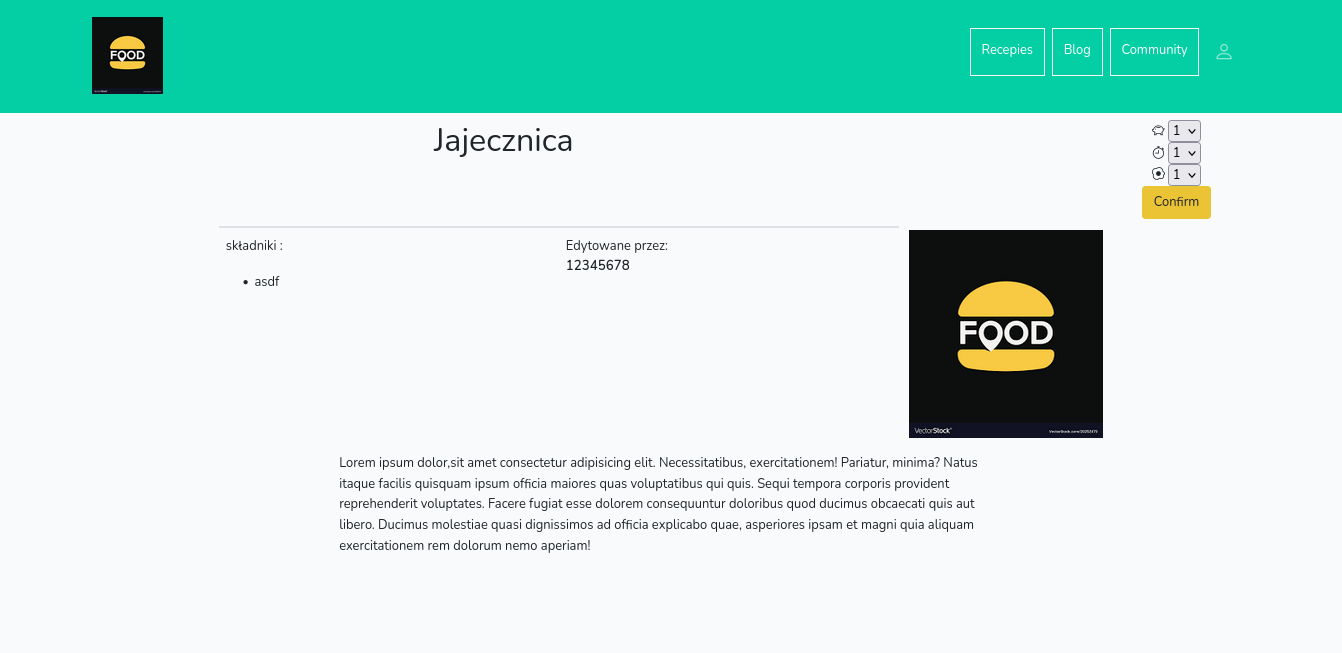 FOOD
Recepies
Blog
Community
Jajecznica
1
1
1
Confirm
składniki :
• asdf
Edytowane przez:
12345678
FOOD
VectorStock®
VectorStock.com/20252476
Lorem ipsum dolor,sit amet consectetur adipisicing elit. Necessitatibus, exercitationem! Pariatur, minima? Natus
itaque facilis quisquam ipsum officia maiores quas voluptatibus qui quis. Sequi tempora corporis provident
reprehenderit voluptates. Facere fugiat esse dolorem consequuntur doloribus quod ducimus obcaecati quis aut
libero. Ducimus molestiae quasi dignissimos ad officia explicabo quae, asperiores ipsam et magni quia aliquam
exercitationem rem dolorum nemo aperiam!